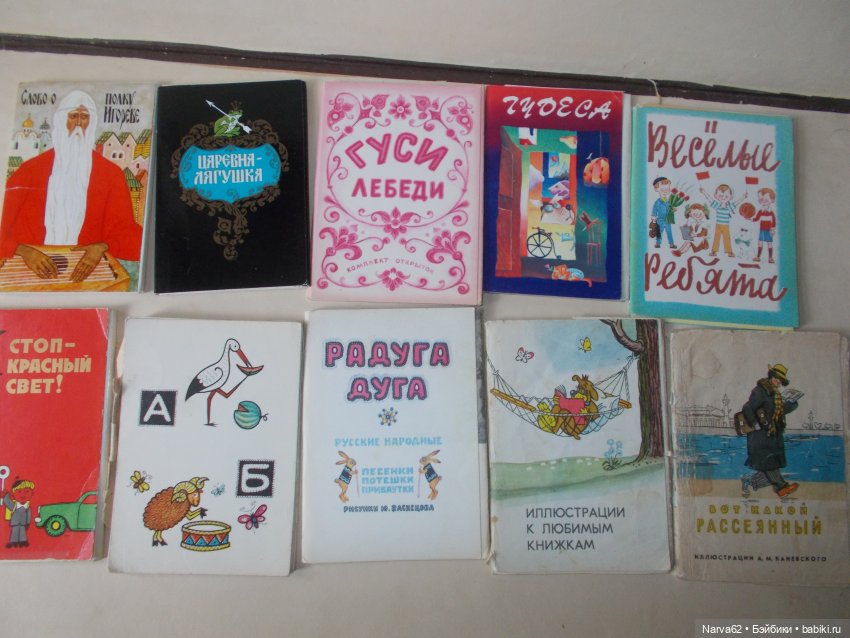 СЛОВО О ПОЛКУ ИГОРЕВЕ
ЦАРЕВНА-
ЛЯГУШКА
ГУСИ
ЛЕБЕДИ
КОМПЛЕКТ ОТКРЫТОК
ЧУДЕСА
Весёлые
ребята
СТОП-
КРАСНЫЙ
СВЕТ!
А
Б
РАДУГА
ДУГА
РУССКИЕ НАРОДНЫЕ
ПЕСЕНКИ
ПОТЕШКИ
ПРИБАУТКИ
РИСУНКИ Ю. ВАСНЕЦОВА
ИЛЛЮСТРАЦИИ
К ЛЮБИМЫМ
КНИЖКАМ
ВОТ КАКОЙ
РАССЕЯННЫЙ
ИЛЛЮСТРАЦИИ А. М. КАНЕВСКОГО
Narva62 • Бэйбики • babiki.ru